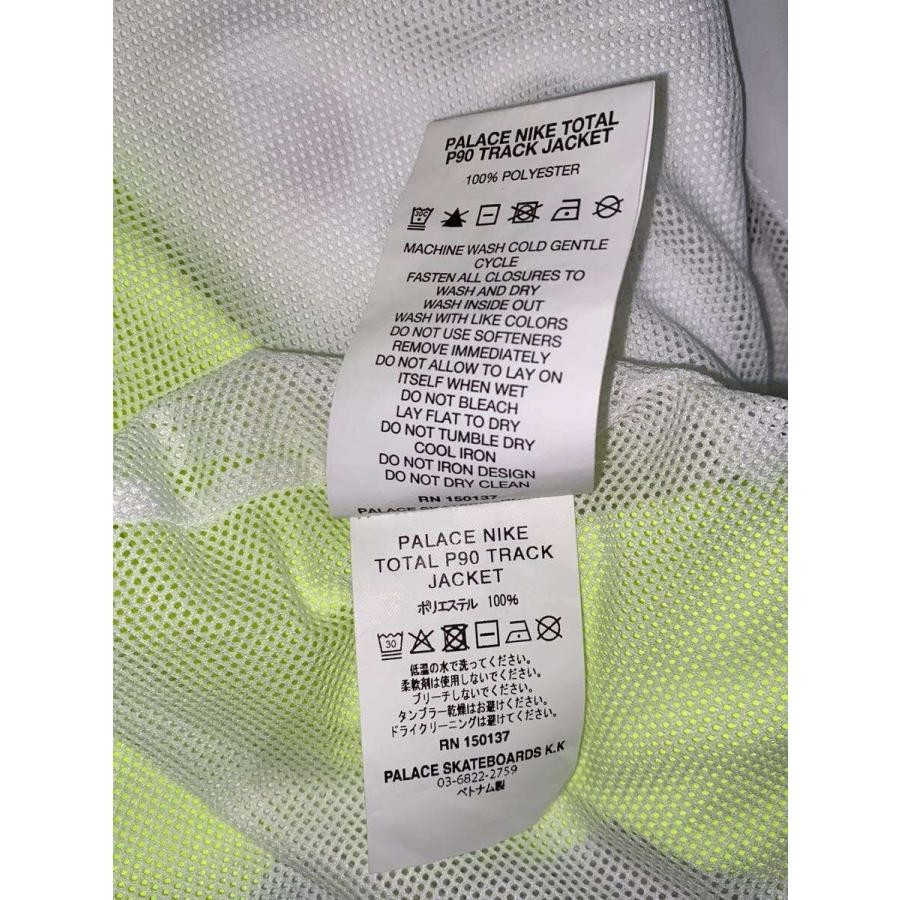 PALACE NIKE TOTAL
P90 TRACK JACKET
100% POLYESTER
30C
MACHINE WASH COLD GENTLE
CYCLE
FASTEN ALL CLOSURES TO
WASH AND DRY
WASH INSIDE OUT
WASH WITH LIKE COLORS
DO NOT USE SOFTENERS
REMOVE IMMEDIATELY
DO NOT ALLOW TO LAY ON
ITSELF WHEN WET
DO NOT BLEACH
LAY FLAT TO DRY
DO NOT TUMBLE DRY
COOL IRON
DO NOT IRON DESIGN
DO NOT DRY CLEAN
RN 150137
PALACE
PALACE NIKE
TOTAL P90 TRACK
JACKET
ポリエステル 100%
30
低温の水で洗ってください。
柔軟剤は使用しないでください。
ブリーチしないでください。
タンブラー乾燥はお避けください。
ドライクリーニングは避けてください。
RN 150137
PALACE SKATEBOARDS K.K
03-6822-2759
ベトナム製